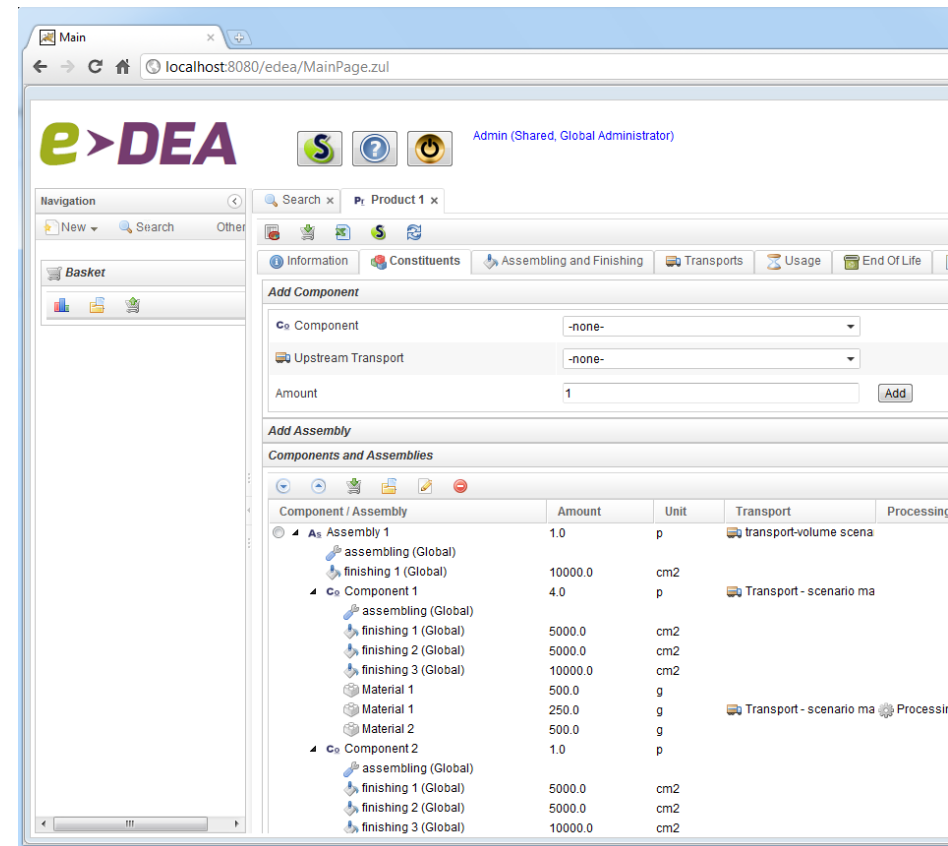 Main
localhost:8080/edea/MainPage.zul
e>DEA
S
?
Admin (Shared, Global Administrator)
Navigation
Search
Pr Product 1
New
Search
Other
S
Information
Constituents
Assembling and Finishing
Transports
Usage
End Of Life
Basket
Add Component
Co Component
-none-
Upstream Transport
-none-
Amount
1
Add
Add Assembly
Components and Assemblies
Component / Assembly Amount Unit Transport Processing
As Assembly 1 1.0 p transport-volume scena
assembling (Global)
finishing 1 (Global) 10000.0 cm2
Co Component 1 4.0 p Transport - scenario ma
assembling (Global)
finishing 1 (Global) 5000.0 cm2
finishing 2 (Global) 5000.0 cm2
finishing 3 (Global) 10000.0 cm2
Material 1 500.0 g
Material 1 250.0 g Transport - scenario ma Processin
Material 2 500.0 g
Co Component 2 1.0 p
assembling (Global)
finishing 1 (Global) 5000.0 cm2
finishing 2 (Global) 5000.0 cm2
finishing 3 (Global) 10000.0 cm2